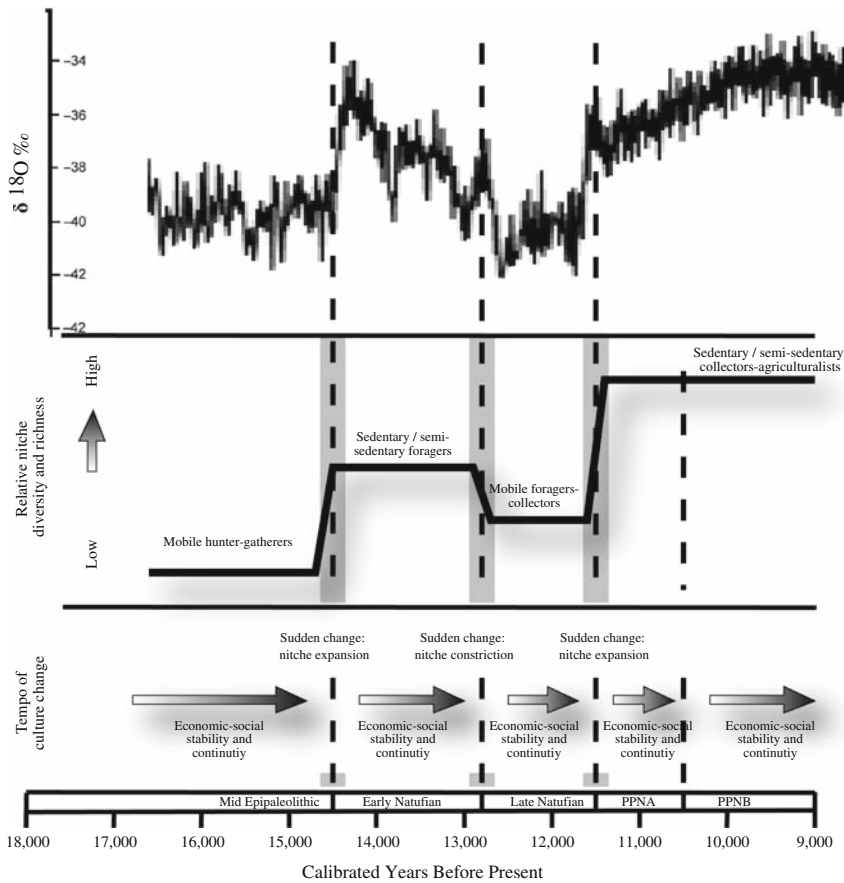 δ 18O ‰
−34
−36
−38
−40
−42
−42
Relative nitche
diversity and richness
High
Low
Sedentary / semi-sedentary
collectors-agriculturalists
Sedentary / semi-
sedentary foragers
Mobile foragers-
collectors
Mobile hunter-gatherers
Tempo of
culture change
Sudden change:
nitche expansion
Sudden change:
nitche constriction
Sudden change:
nitche expansion
Economic-social
stability and
continutiy
Economic-social
stability and
continutiy
Economic-social
stability and
continutiy
Economic-social
stability and
continutiy
Economic-social
stability and
continutiy
Mid Epipaleolithic
Early Natufian
Late Natufian
PPNA
PPNB
18,000 17,000 16,000 15,000 14,000 13,000 12,000 11,000 10,000 9,000
Calibrated Years Before Present